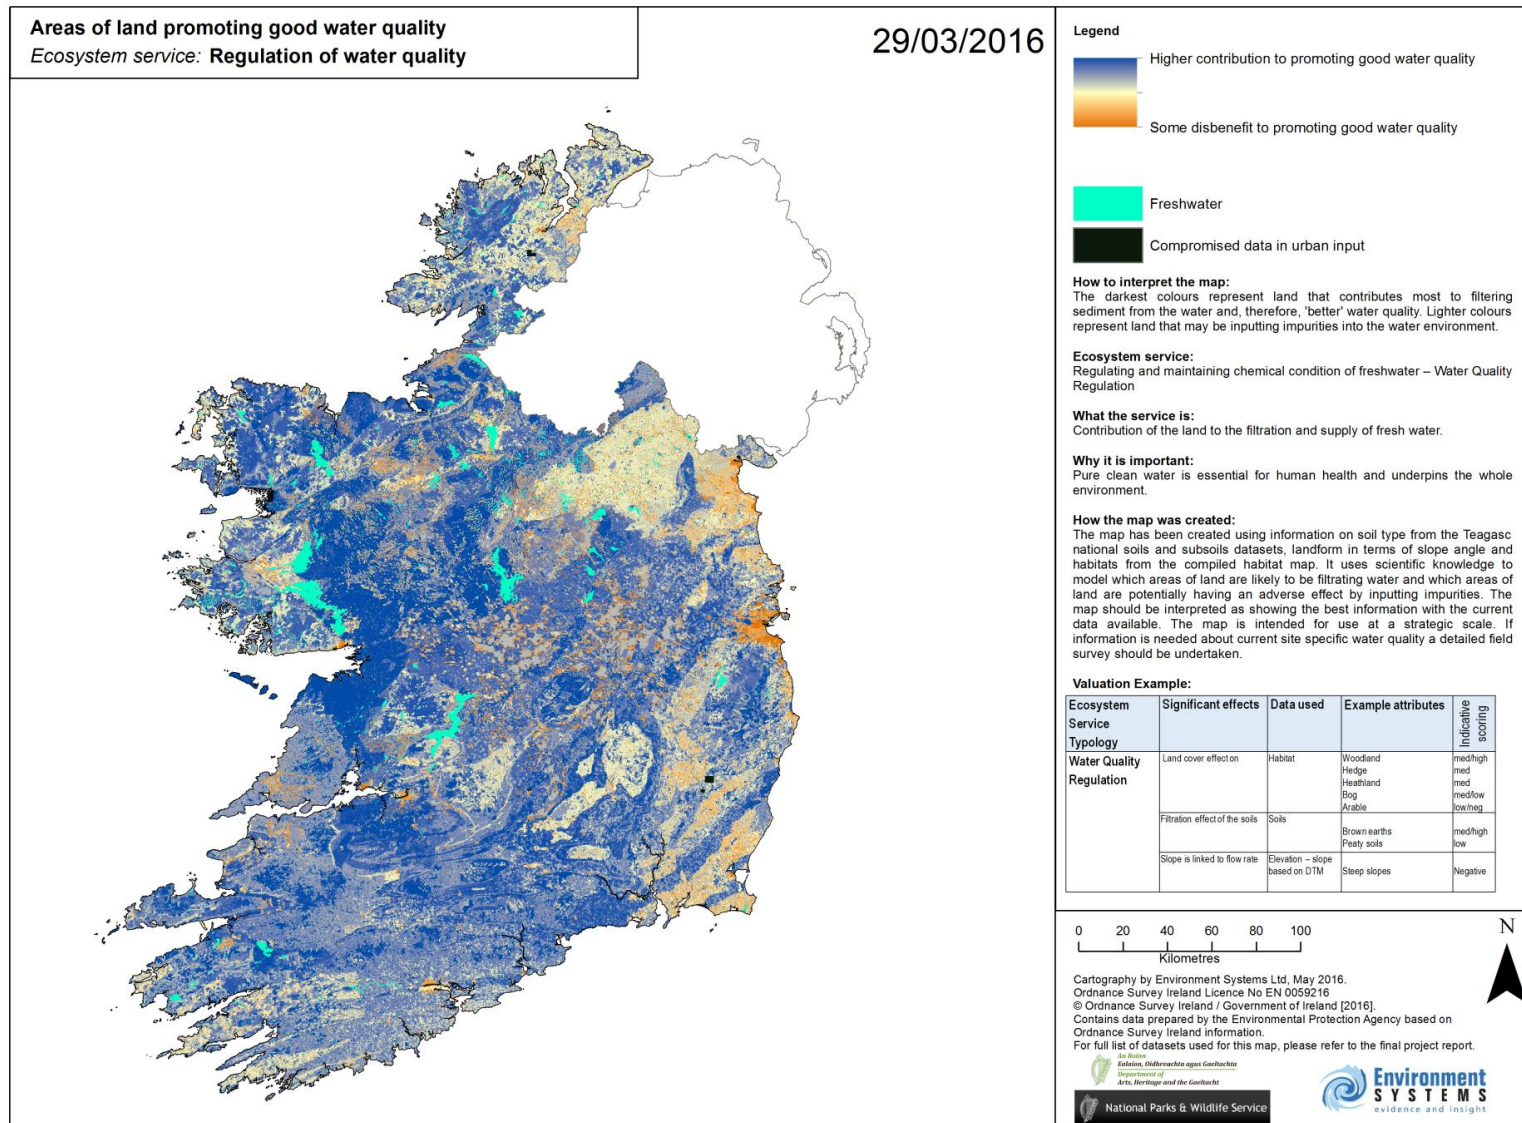 Areas of land promoting good water quality
Ecosystem service: Regulation of water quality
29/03/2016
Legend
Higher contribution to promoting good water quality
Some disbenefit to promoting good water quality
Freshwater
Compromised data in urban input
How to interpret the map:
The darkest colours represent land that contributes most to filtering
sediment from the water and, therefore, 'better' water quality. Lighter colours
represent land that may be inputting impurities into the water environment.
Ecosystem service:
Regulating and maintaining chemical condition of freshwater – Water Quality
Regulation
What the service is:
Contribution of the land to the filtration and supply of fresh water.
Why it is important:
Pure clean water is essential for human health and underpins the whole
environment.
How the map was created:
The map has been created using information on soil type from the Teagasc
national soils and subsoils datasets, landform in terms of slope angle and
habitats from the compiled habitat map. It uses scientific knowledge to
model which areas of land are likely to be filtrating water and which areas of
land are potentially having an adverse effect by inputting impurities. The
map should be interpreted as showing the best information with the current
data available. The map is intended for use at a strategic scale. If
information is needed about current site specific water quality a detailed field
survey should be undertaken.
Valuation Example:
Ecosystem Service Typology
Significant effects
Data used
Example attributes
Indicative scoring
Water Quality Regulation
Land cover effect on
Habitat
Woodland med/high
Hedge med
Heathland med
Bog med/low
Arable low/neg
Filtration effect of the soils
Soils
Brown earths med/high
Peaty soils low
Slope is linked to flow rate
Elevation – slope based on DTM
Steep slopes Negative
0 20 40 60 80 100
Kilometres
N
Cartography by Environment Systems Ltd, May 2016.
Ordnance Survey Ireland Licence No EN 0059216
© Ordnance Survey Ireland / Government of Ireland [2016].
Contains data prepared by the Environmental Protection Agency based on
Ordnance Survey Ireland information.
For full list of datasets used for this map, please refer to the final project report.
An Roinn
Ealaíon, Oidhreachta agus Gaeltachta
Department of
Arts, Heritage and the Gaeltacht
National Parks & Wildlife Service
Environment
SYSTEMS
evidence and insight